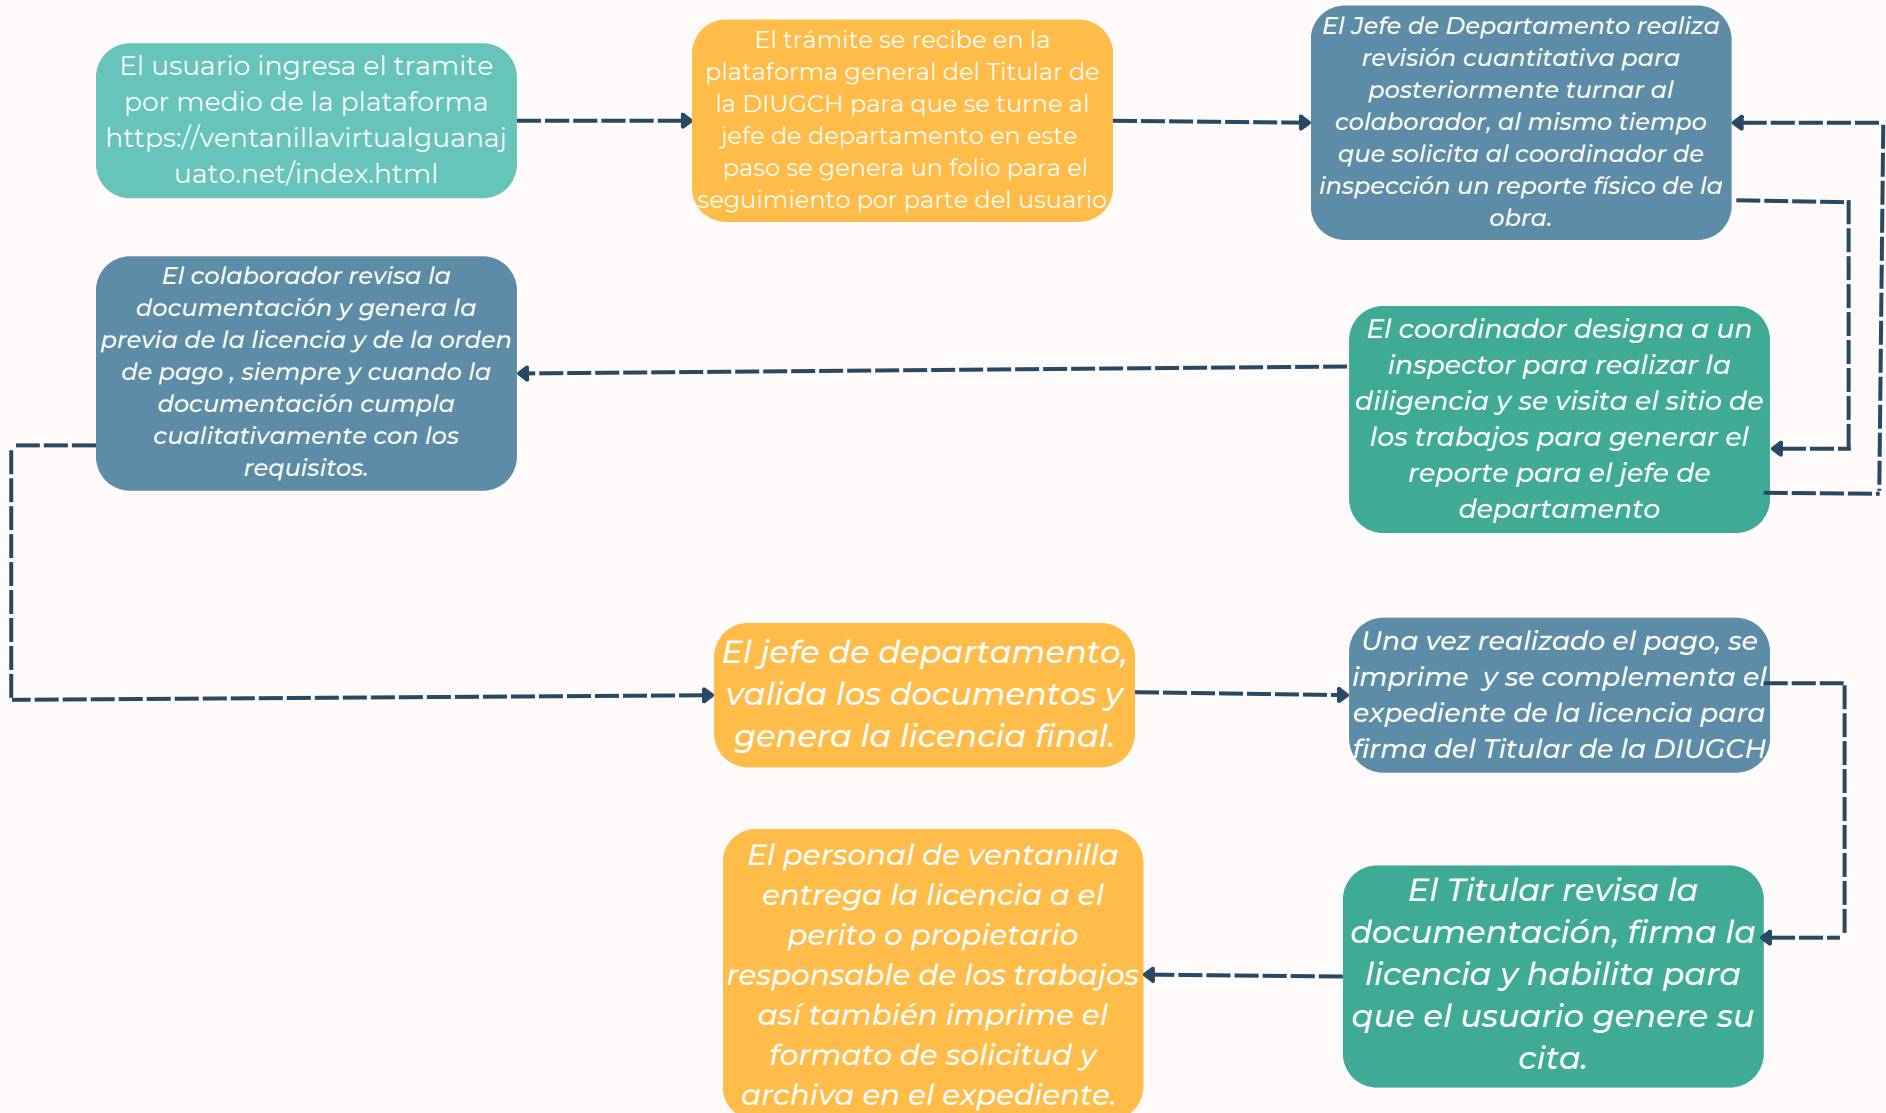 El usuario ingresa el tramite
por medio de la plataforma
https://ventanillavirtualguanaj
uato.net/index.html
El trámite se recibe en la
plataforma general del Titular de
la DIUGCH para que se turne al
jefe de departamento en este
paso se genera un folio para el
seguimiento por parte del usuario
El Jefe de Departamento realiza
revisión cuantitativa para
posteriormente turnar al
colaborador, al mismo tiempo
que solicita al coordinador de
inspección un reporte físico de la
obra.
El coordinador designa a un
inspector para realizar la
diligencia y se visita el sitio de
los trabajos para generar el
reporte para el jefe de
departamento
El colaborador revisa la
documentación y genera la
previa de la licencia y de la orden
de pago , siempre y cuando la
documentación cumpla
cualitativamente con los
requisitos.
El jefe de departamento,
valida los documentos y
genera la licencia final.
Una vez realizado el pago, se
imprime  y se complementa el
expediente de la licencia para
firma del Titular de la DIUGCH
El Titular revisa la
documentación, firma la
licencia y habilita para
que el usuario genere su
cita.
El personal de ventanilla
entrega la licencia a el
perito o propietario
responsable de los trabajos
así también imprime el
formato de solicitud y
archiva en el expediente.